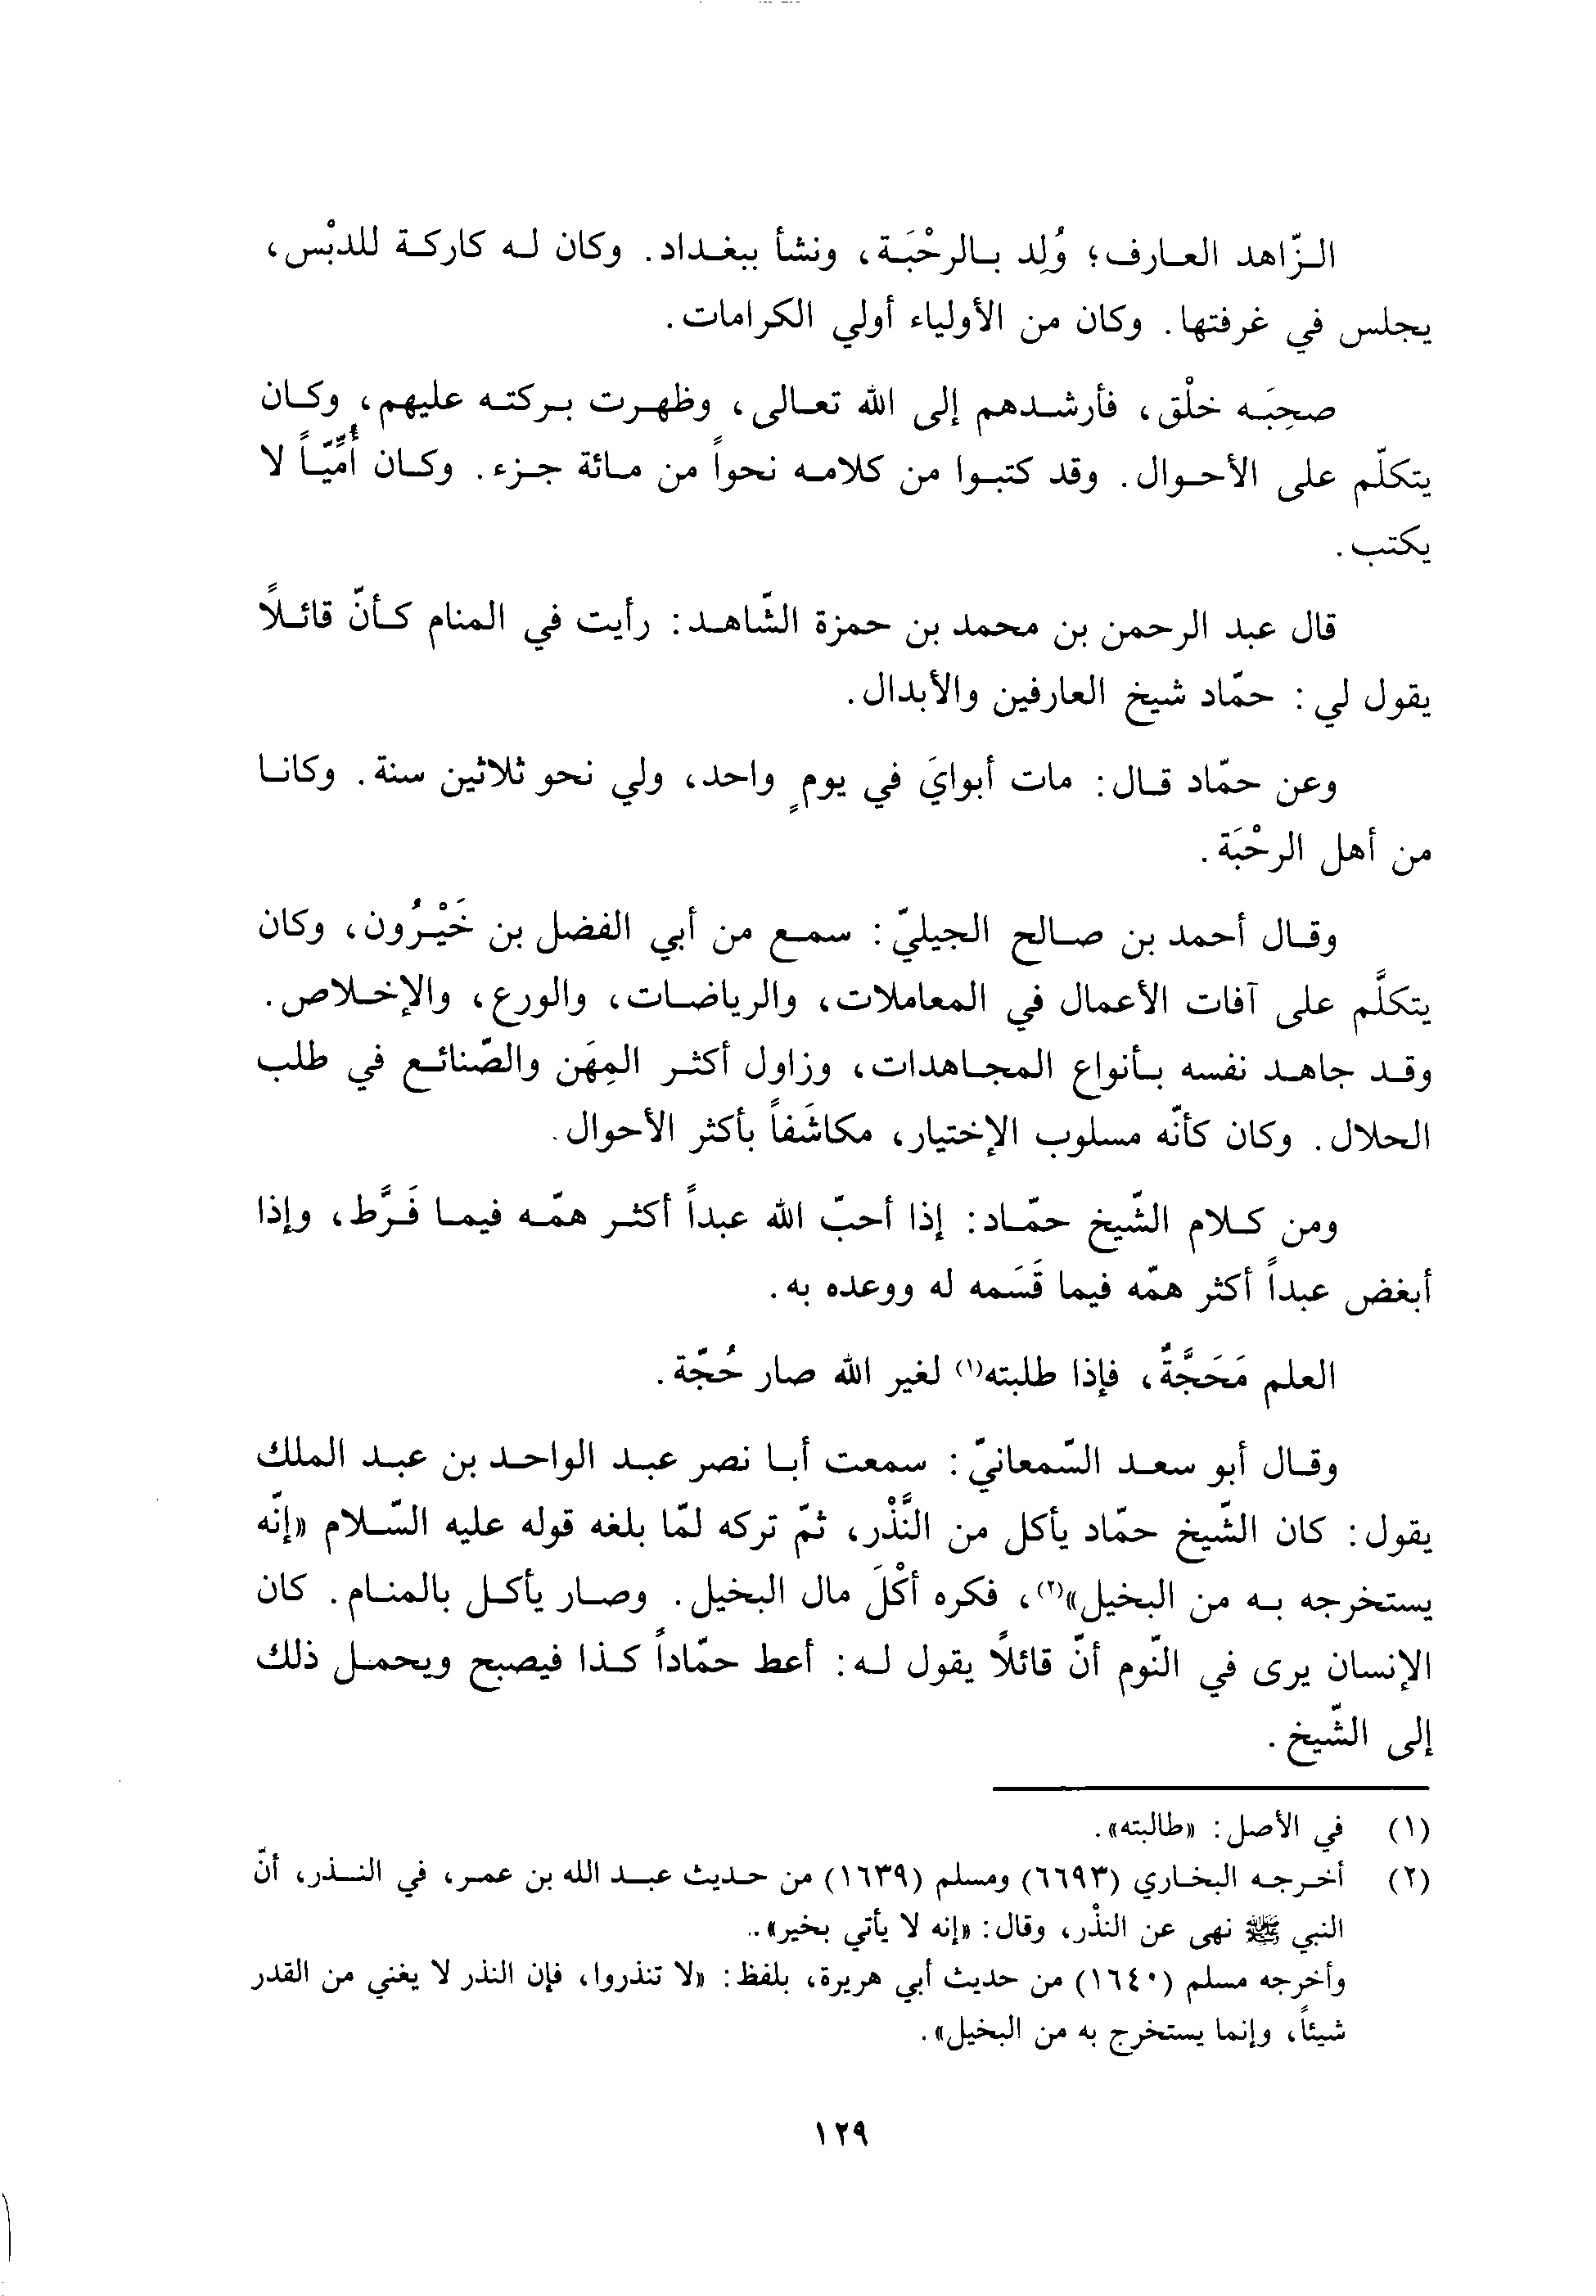 الزّاهد العارف؛ وُلِد بالرحْبَة، ونشأ ببغداد. وكان له كاركة للدبْس،
يجلس في غرفتها. وكان من الأولياء أولي الكرامات.
صحِبَه خلْق، فأرشدهم إلى الله تعالى، وظهرت بركته عليهم، وكان
يتكلّم على الأحوال. وقد كتبوا من كلامه نحواً من مائة جزء. وكان أُمِّيّاً لا
يكتب.
قال عبد الرحمن بن محمد بن حمزة الشّاهد: رأيت في المنام كأنّ قائلاً
يقول لي: حمّاد شيخ العارفين والأبدال.
وعن حمّاد قال: مات أبوايَ في يومٍ واحد، ولي نحو ثلاثين سنة. وكانا
من أهل الرحْبَة.
وقال أحمد بن صالح الجيليّ: سمع من أبي الفضل بن خَيْرُون، وكان
يتكلَّم على آفات الأعمال في المعاملات، والرياضات، والورع، والإخلاص.
وقد جاهد نفسه بأنواع المجاهدات، وزاول أكثر المِهَن والصّنائع في طلب
الحلال. وكان كأنّه مسلوب الإختيار، مكاشَفاً بأكثر الأحوال.
ومن كلام الشّيخ حمّاد: إذا أحبّ الله عبداً أكثر همّه فيما فَرَّط، وإذا
أبغض عبداً أكثر همّه فيما قَسَمه له ووعده به.
العلم مَحَجَّةٌ، فإذا طلبته(١) لغير الله صار حُجّة.
وقال أبو سعد السّمعانيّ: سمعت أبا نصر عبد الواحد بن عبد الملك
يقول: كان الشّيخ حمّاد يأكل من النَّذْر، ثمّ تركه لمّا بلغه قوله عليه السّلام «إنّه
يستخرجه به من البخيل»(٢)، فكره أكْلَ مال البخيل. وصار يأكل بالمنام. كان
الإنسان يرى في النّوم أنّ قائلاً يقول له: أعط حمّاداً كذا فيصبح ويحمل ذلك
إلى الشّيخ.
(١) في الأصل: «طالبته».
(٢) أخرجه البخاري (٦٦٩٣) ومسلم (١٦٣٩) من حديث عبد الله بن عمر، في النذر، أنّ
النبي ﷺ نهى عن النذْر، وقال: «إنه لا يأتي بخير»..
وأخرجه مسلم (١٦٤٠) من حديث أبي هريرة، بلفظ: «لا تنذروا، فإن النذر لا يغني من القدر
شيئاً، وإنما يستخرج به من البخيل».
١٢٩